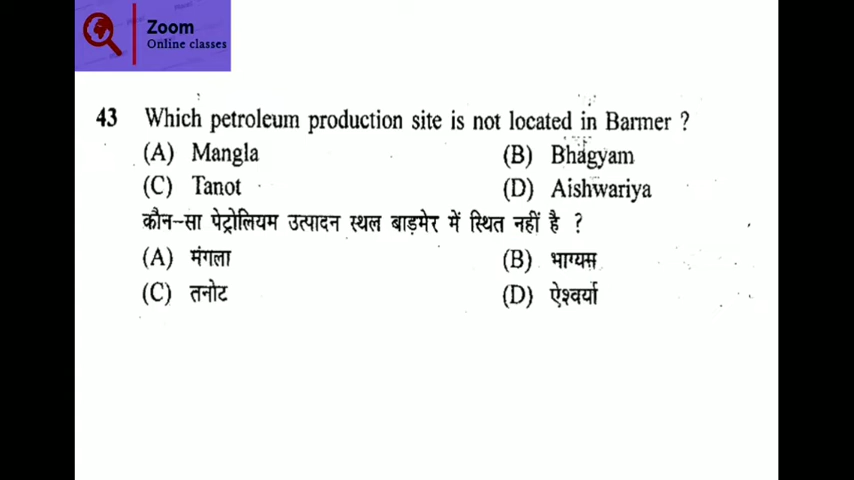 Zoom
Online classes
43 Which petroleum production site is not located in Barmer ?
(A) Mangla (B) Bhagyam
(C) Tanot (D) Aishwariya
कौन-सा पेट्रोलियम उत्पादन स्थल बाड़मेर में स्थित नहीं है ?
(A) मंगला (B) भाग्यम
(C) तनोट (D) ऐश्वर्या